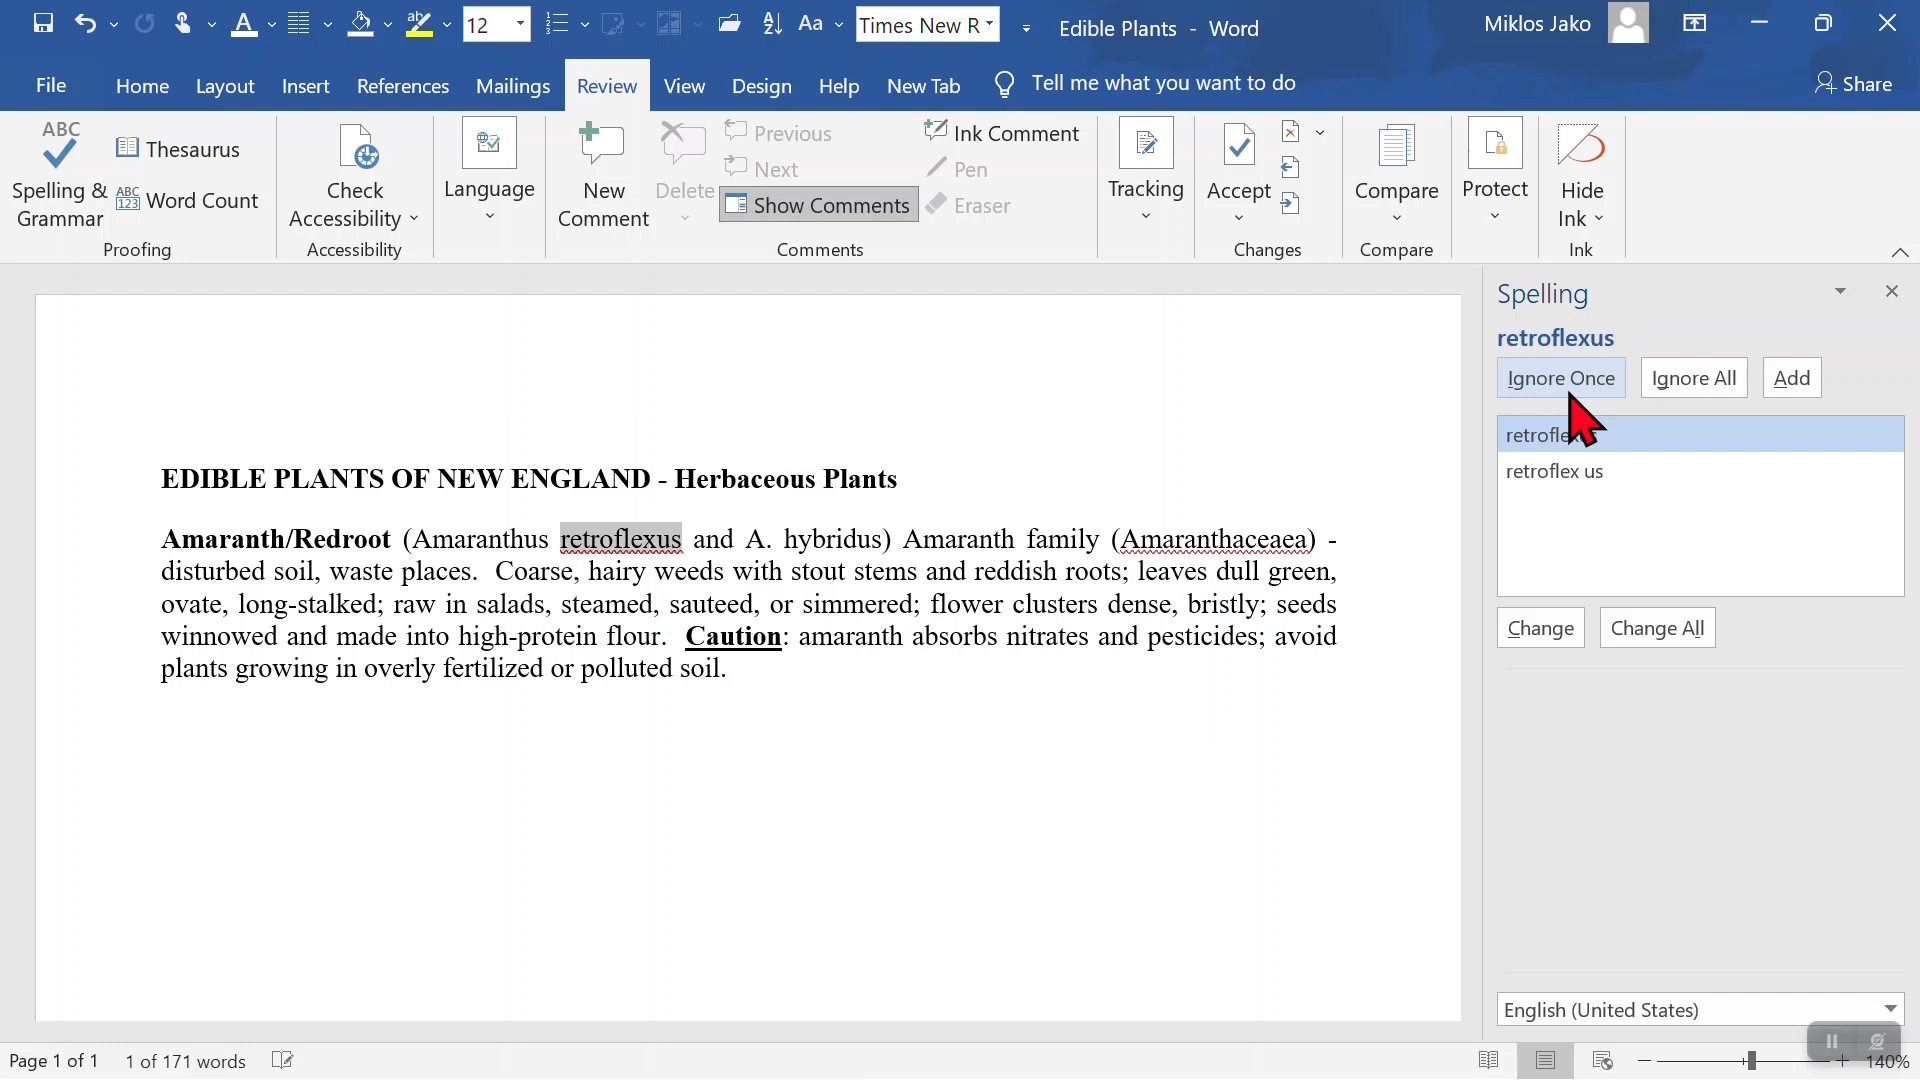 12
Aa
Times New R
Edible Plants - Word
Miklos Jako
File
Home
Layout
Insert
References
Mailings
Review
View
Design
Help
New Tab
Tell me what you want to do
Share
ABC
Spelling &
Grammar
Thesaurus
ABC
123
Word Count
Proofing
Check
Accessibility
Accessibility
Language
New
Comment
Delete
Previous
Next
Show Comments
Ink Comment
Pen
Eraser
Comments
Tracking
Accept
Changes
Compare
Compare
Protect
Hide
Ink
Ink
EDIBLE PLANTS OF NEW ENGLAND - Herbaceous Plants
Amaranth/Redroot (Amaranthus retroflexus and A. hybridus) Amaranth family (Amaranthaceaea) -
disturbed soil, waste places. Coarse, hairy weeds with stout stems and reddish roots; leaves dull green,
ovate, long-stalked; raw in salads, steamed, sauteed, or simmered; flower clusters dense, bristly; seeds
winnowed and made into high-protein flour. Caution: amaranth absorbs nitrates and pesticides; avoid
plants growing in overly fertilized or polluted soil.
Spelling
retroflexus
Ignore Once
Ignore All
Add
retroflex us
Change
Change All
English (United States)
Page 1 of 1
1 of 171 words
140%